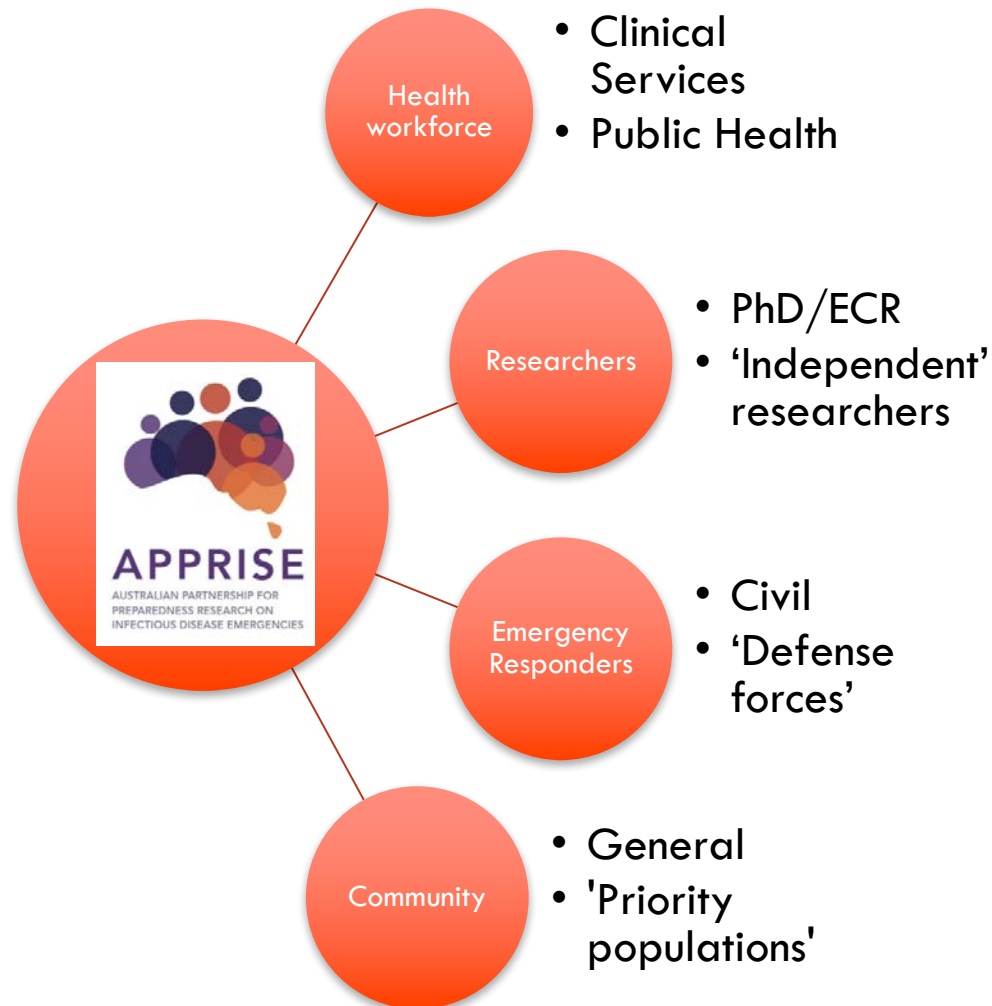 Health
workforce
• Clinical
Services
• Public Health
Researchers
• PhD/ECR
• ‘Independent’
researchers
APPRISE
AUSTRALIAN PARTNERSHIP FOR
PREPAREDNESS RESEARCH ON
INFECTIOUS DISEASE EMERGENCIES
Emergency
Responders
• Civil
• ‘Defense
forces’
Community
• General
• 'Priority
populations'